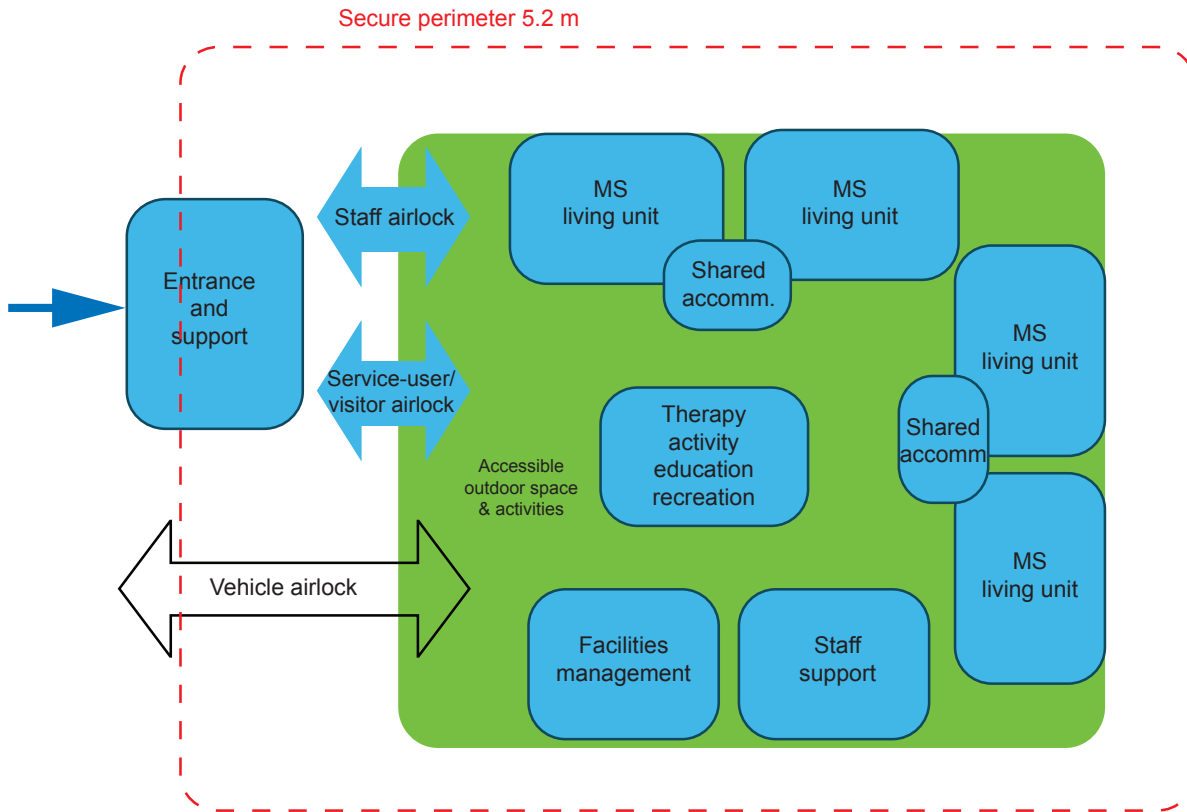 Secure perimeter 5.2 m
MS
living unit
MS
living unit
Staff airlock
Shared
accomm.
Entrance
and
support
MS
living unit
Service-user/
visitor airlock
Therapy
activity
education
recreation
Shared
accomm
Accessible
outdoor space
& activities
MS
living unit
Vehicle airlock
Facilities
management
Staff
support